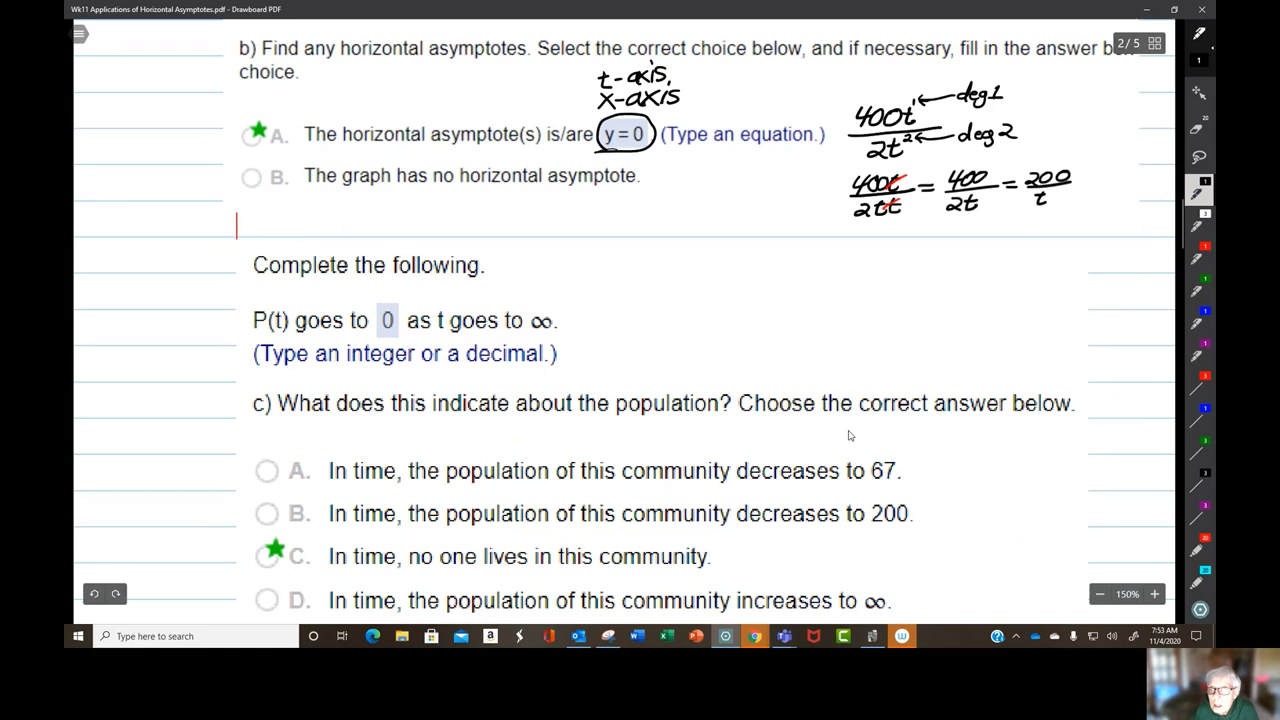 Wk11 Applications of Horizontal Asymptotes.pdf - Drawboard PDF
2/5
b) Find any horizontal asymptotes. Select the correct choice below, and if necessary, fill in the answer
choice.
t-axis,
x-axis
A. The horizontal asymptote(s) is/are y = 0 (Type an equation.)
B. The graph has no horizontal asymptote.
400t¹ ← deg 1
2t² ← deg 2
400t/2tt = 400/2t = 200/t
Complete the following.
P(t) goes to 0 as t goes to ∞.
(Type an integer or a decimal.)
c) What does this indicate about the population? Choose the correct answer below.
A. In time, the population of this community decreases to 67.
B. In time, the population of this community decreases to 200.
C. In time, no one lives in this community.
D. In time, the population of this community increases to ∞.
150%
Type here to search
7:53 AM
11/4/2020